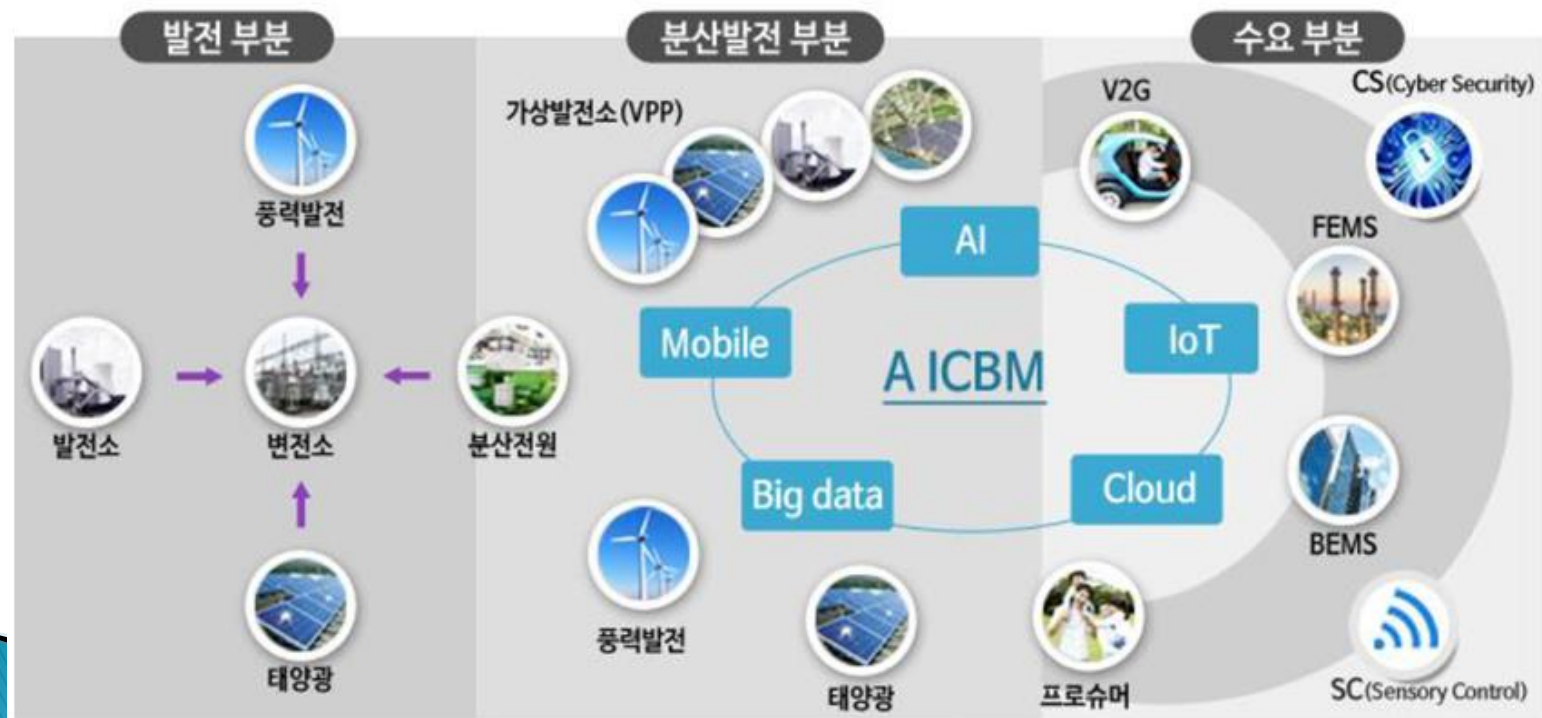 발전 부분
풍력발전
발전소
변전소
분산전원
태양광
분산발전 부분
가상발전소(VPP)
AI
Mobile
IoT
A ICBM
Big data
Cloud
풍력발전
태양광
수요 부분
V2G
CS(Cyber Security)
FEMS
BEMS
프로슈머
SC(Sensory Control)